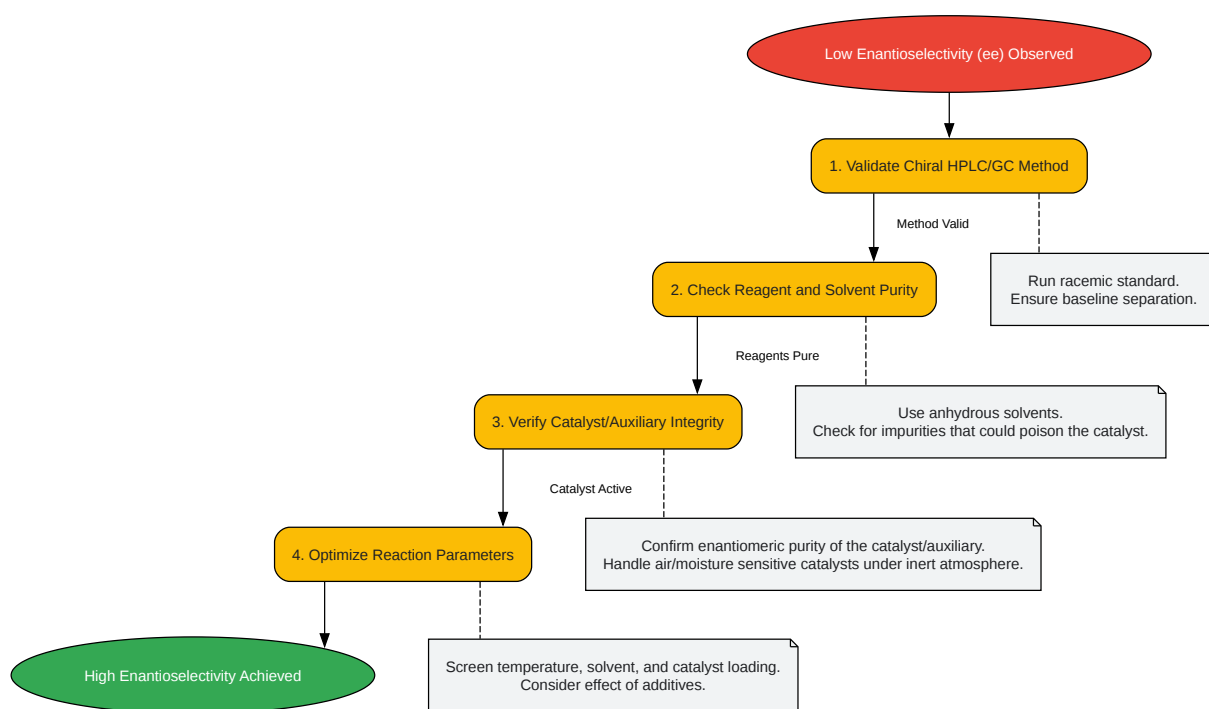 Low Enantioselectivity (ee) Observed
1. Validate Chiral HPLC/GC Method
Method Valid
Run racemic standard.
Ensure baseline separation.
2. Check Reagent and Solvent Purity
Reagents Pure
Use anhydrous solvents.
Check for impurities that could poison the catalyst.
3. Verify Catalyst/Auxiliary Integrity
Catalyst Active
Confirm enantiomeric purity of the catalyst/auxiliary.
Handle air/moisture sensitive catalysts under inert atmosphere.
4. Optimize Reaction Parameters
Screen temperature, solvent, and catalyst loading.
Consider effect of additives.
High Enantioselectivity Achieved